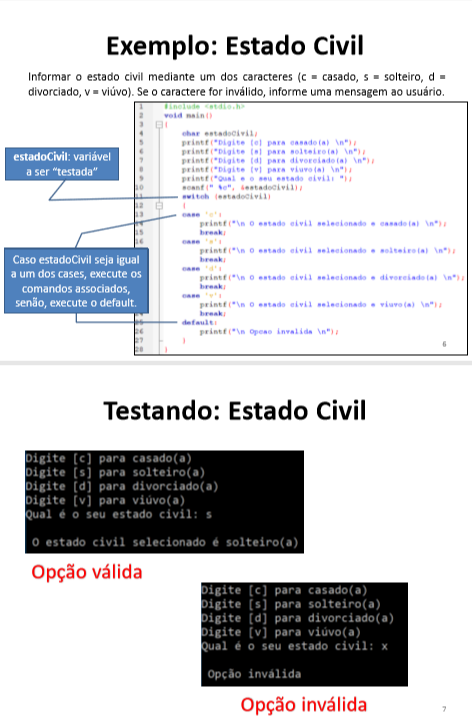 Exemplo: Estado Civil
Informar o estado civil mediante um dos caracteres (c = casado, s = solteiro, d =
divorciado, v = viúvo). Se o caractere for inválido, informe uma mensagem ao usuário.
1 #include <stdio.h>
2 void main()
3 {
4 char estadoCivil;
5 printf("Digite [c] para casado(a) \n");
6 printf("Digite [s] para solteiro(a) \n");
7 printf("Digite [d] para divorciado(a) \n");
8 printf("Digite [v] para viuvo(a) \n");
9 printf("Qual e o seu estado civil: ");
10 scanf(" %c", &estadoCivil);
11 switch (estadoCivil)
12 {
13 case 'c':
printf("\n O estado civil selecionado e casado(a) \n");
15 break;
16 case 's':
printf("\n O estado civil selecionado e solteiro(a) \n");
break;
case 'd':
printf("\n O estado civil selecionado e divorciado(a) \n");
break;
case 'v':
printf("\n O estado civil selecionado e viuvo(a) \n");
24 break;
25 default:
26 printf("\n Opcao invalida \n");
27 }
28 }
estadoCivil: variável
a ser "testada"
Caso estadoCivil seja igual
a um dos cases, execute os
comandos associados,
senão, execute o default.
6
Testando: Estado Civil
Digite [c] para casado(a)
Digite [s] para solteiro(a)
Digite [d] para divorciado(a)
Digite [v] para viúvo(a)
Qual é o seu estado civil: s
O estado civil selecionado é solteiro(a)
Opção válida
Digite [c] para casado(a)
Digite [s] para solteiro(a)
Digite [d] para divorciado(a)
Digite [v] para viúvo(a)
Qual é o seu estado civil: x
Opção inválida
Opção inválida
7